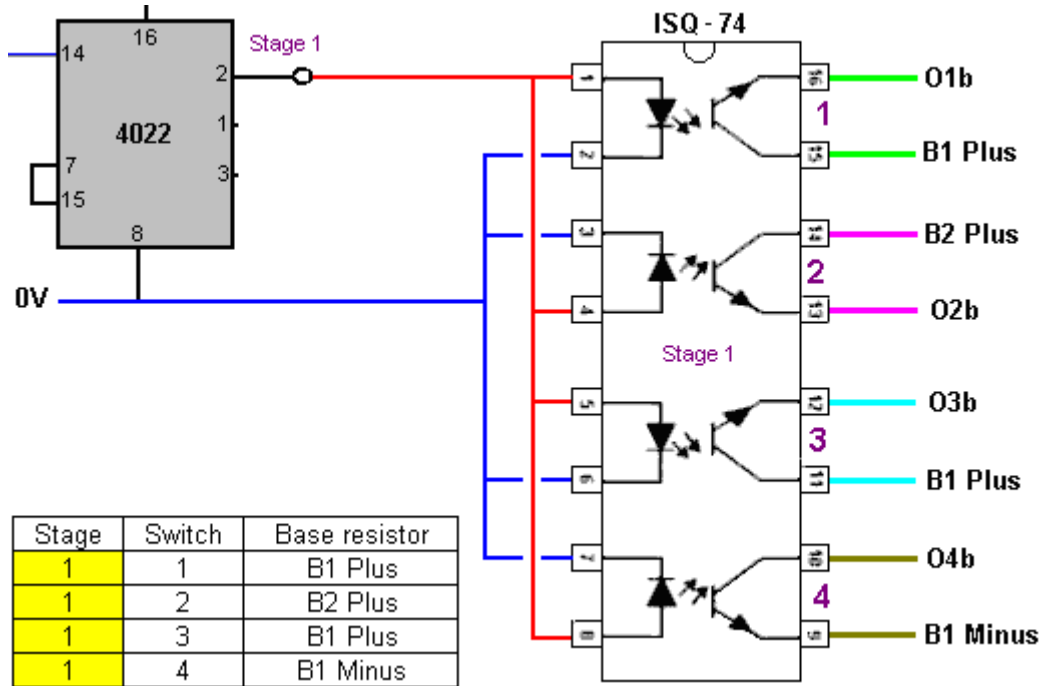 ISQ - 74
16
Stage 1
14
2
1
16
O1b
1
4022
1
2
15
B1 Plus
7
3
15
3
14
B2 Plus
8
2
0V
4
13
O2b
Stage 1
5
12
O3b
3
6
11
B1 Plus
Stage Switch Base resistor
1 1 B1 Plus
1 2 B2 Plus
1 3 B1 Plus
1 4 B1 Minus
7
10
O4b
4
8
9
B1 Minus